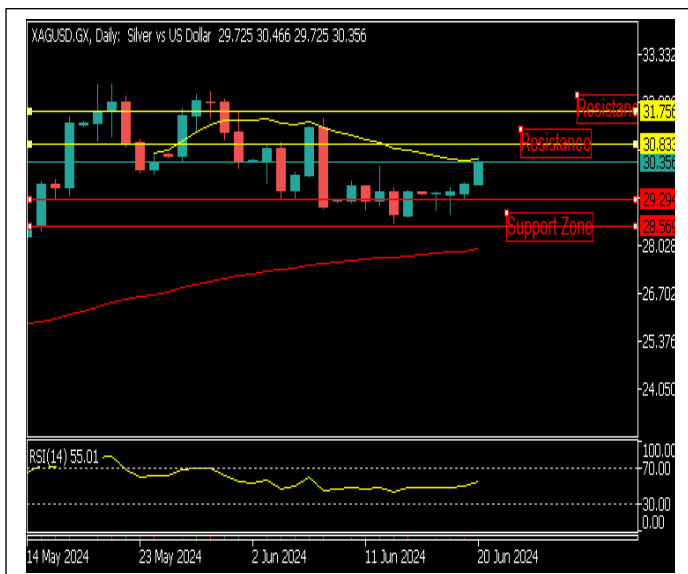 XAGUSD.GX, Daily: Silver vs US Dollar 29.725 30.466 29.725 30.356
33.332
Resistanc
31.756
Resistance
30.833
30.356
29.294
Support Zone
28.569
28.028
26.702
25.376
24.050
RSI(14) 55.01
100.00
70.00
30.00
0.00
14 May 2024
23 May 2024
2 Jun 2024
11 Jun 2024
20 Jun 2024